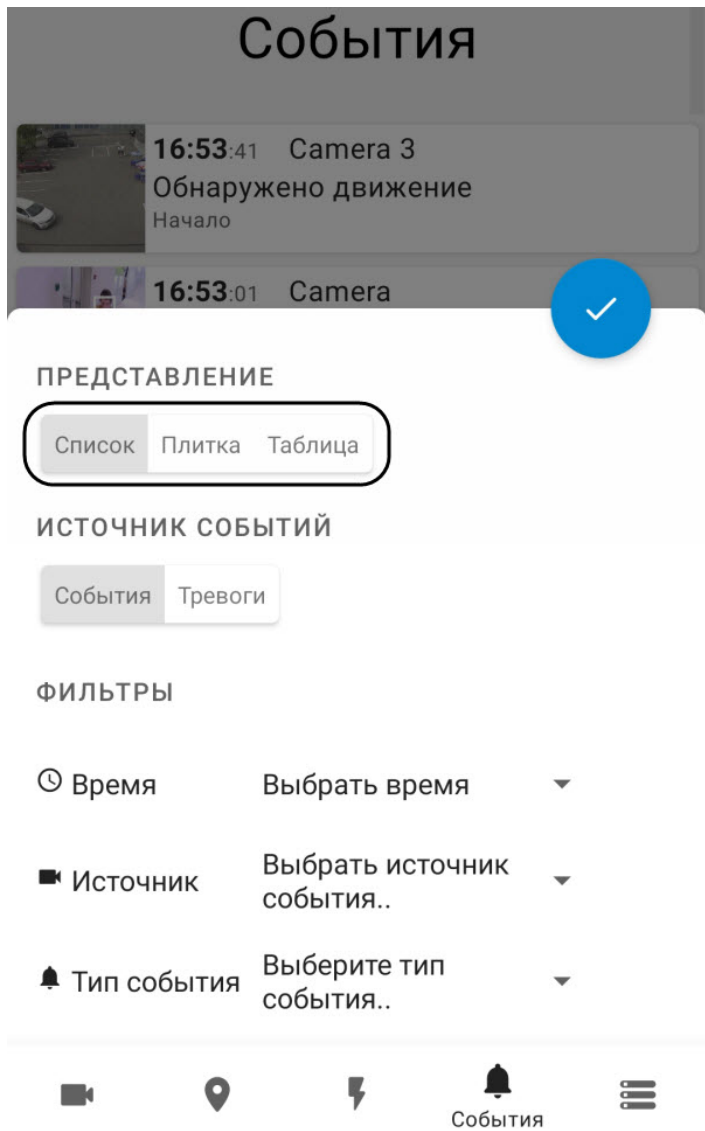 События
16:53:41 Camera 3
Обнаружено движение
Начало
16:53:01 Camera
ПРЕДСТАВЛЕНИЕ
Список Плитка Таблица
ИСТОЧНИК СОБЫТИЙ
События Тревоги
ФИЛЬТРЫ
Время Выбрать время
Источник Выбрать источник
события..
Тип события Выберите тип
события..
События